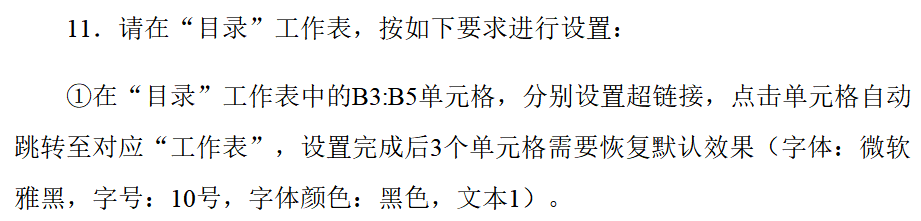 11．请在“目录”工作表，按如下要求进行设置：
①在“目录”工作表中的B3:B5单元格，分别设置超链接，点击单元格自动
跳转至对应“工作表”，设置完成后3个单元格需要恢复默认效果（字体：微软
雅黑，字号：10号，字体颜色：黑色，文本1）。